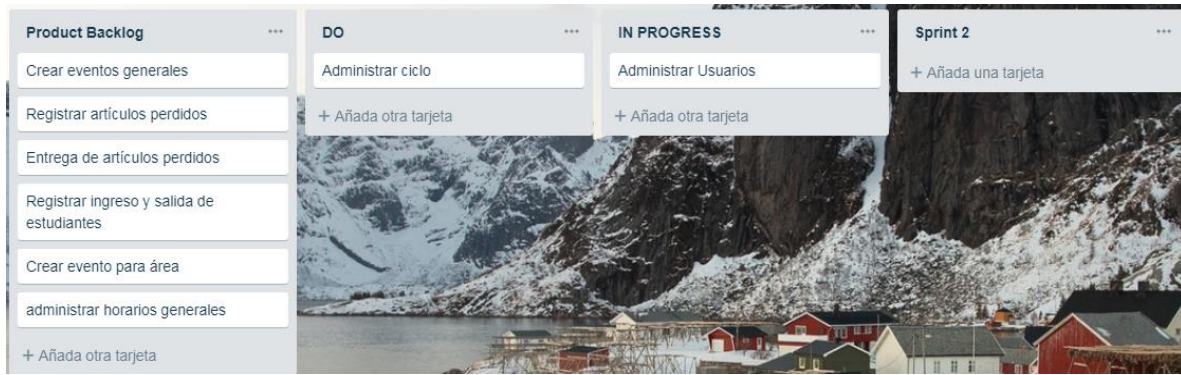 Product Backlog
Crear eventos generales
Registrar artículos perdidos
Entrega de artículos perdidos
Registrar ingreso y salida de
estudiantes
Crear evento para área
administrar horarios generales
+ Añada otra tarjeta
DO
Administrar ciclo
+ Añada otra tarjeta
IN PROGRESS
Administrar Usuarios
+ Añada otra tarjeta
Sprint 2
+ Añada una tarjeta